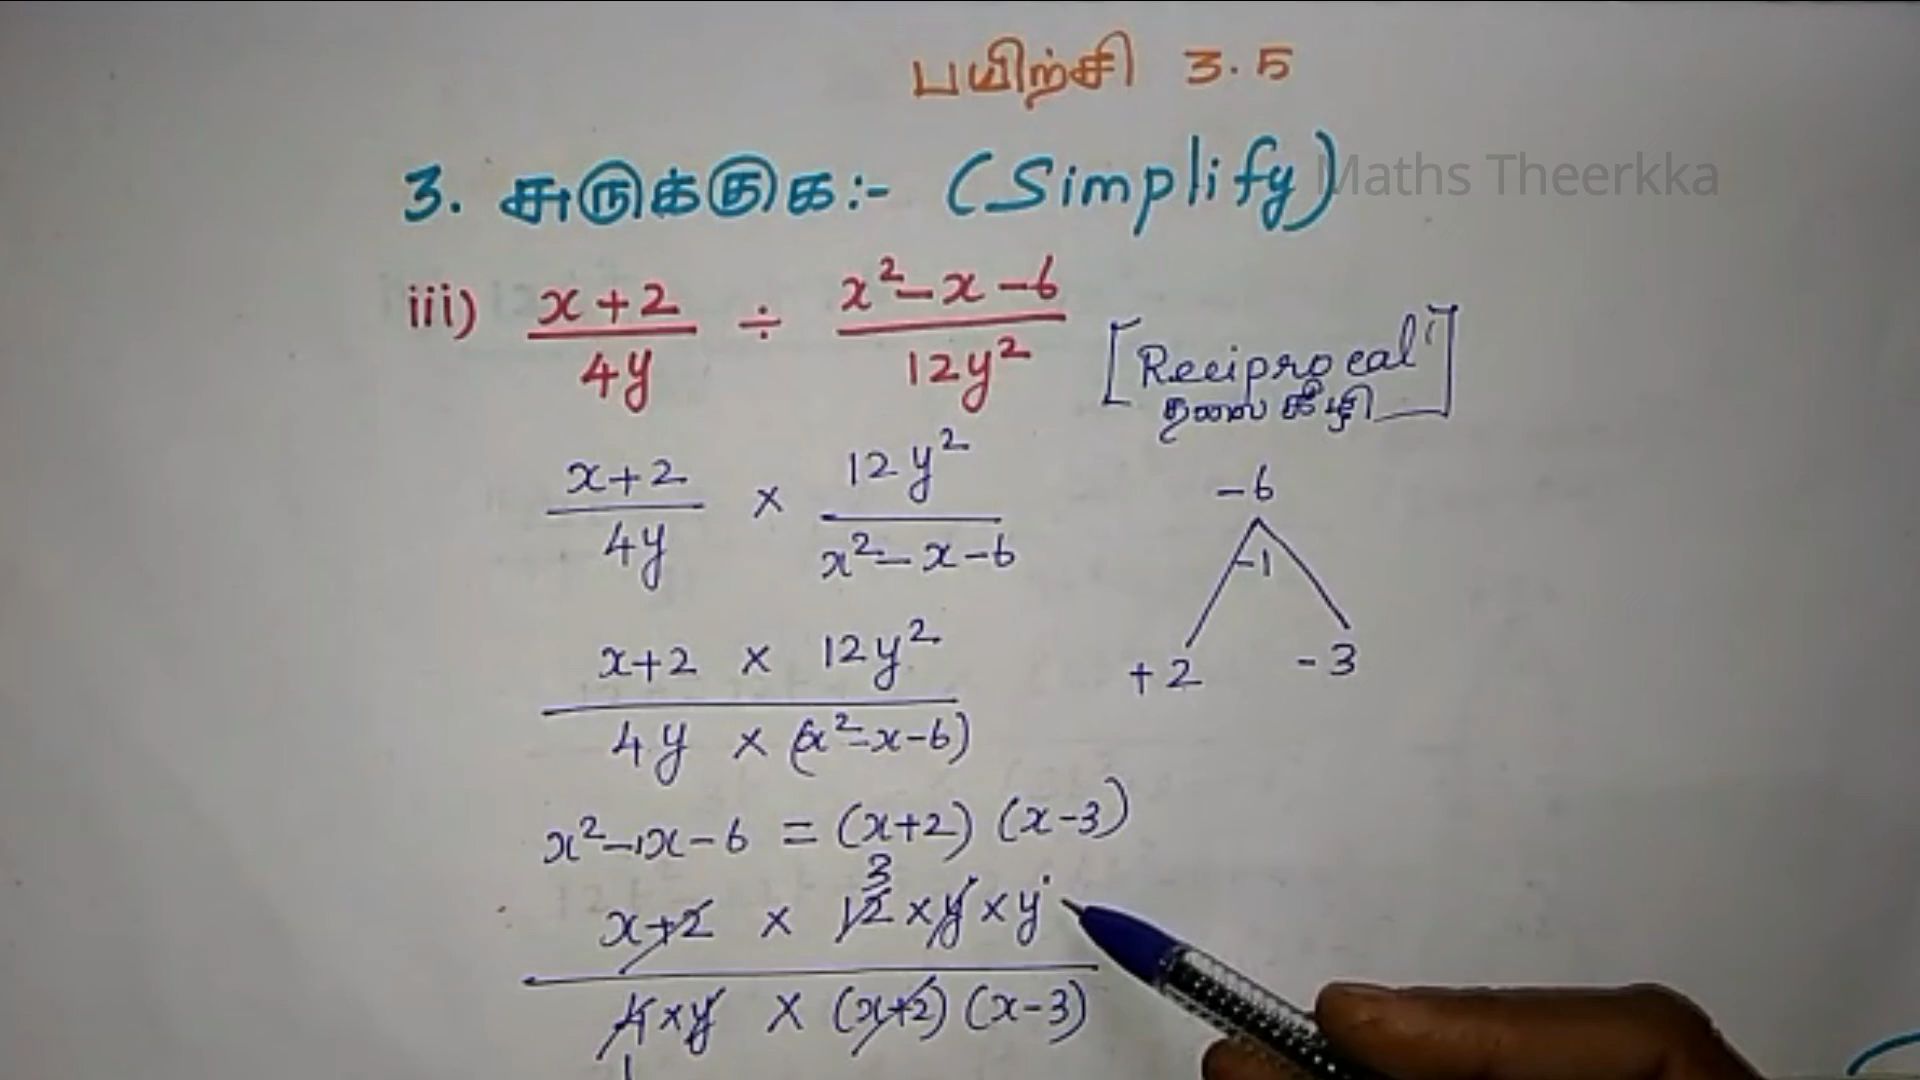 பயிற்சி 3.5
3. சுருக்குக:- (Simplify)
Maths Theerkka
iii) x+2/4y ÷ x²-x-6/12y²
[Reciprocal]
தலைகீழி
x+2/4y × 12y²/x²-x-6
-6
-1
+2 -3
x+2 × 12y²
4y × (x²-x-6)
x²-1x-6 = (x+2) (x-3)
3
x+2 × 12×y×y
4×y × (x+2) (x-3)
1